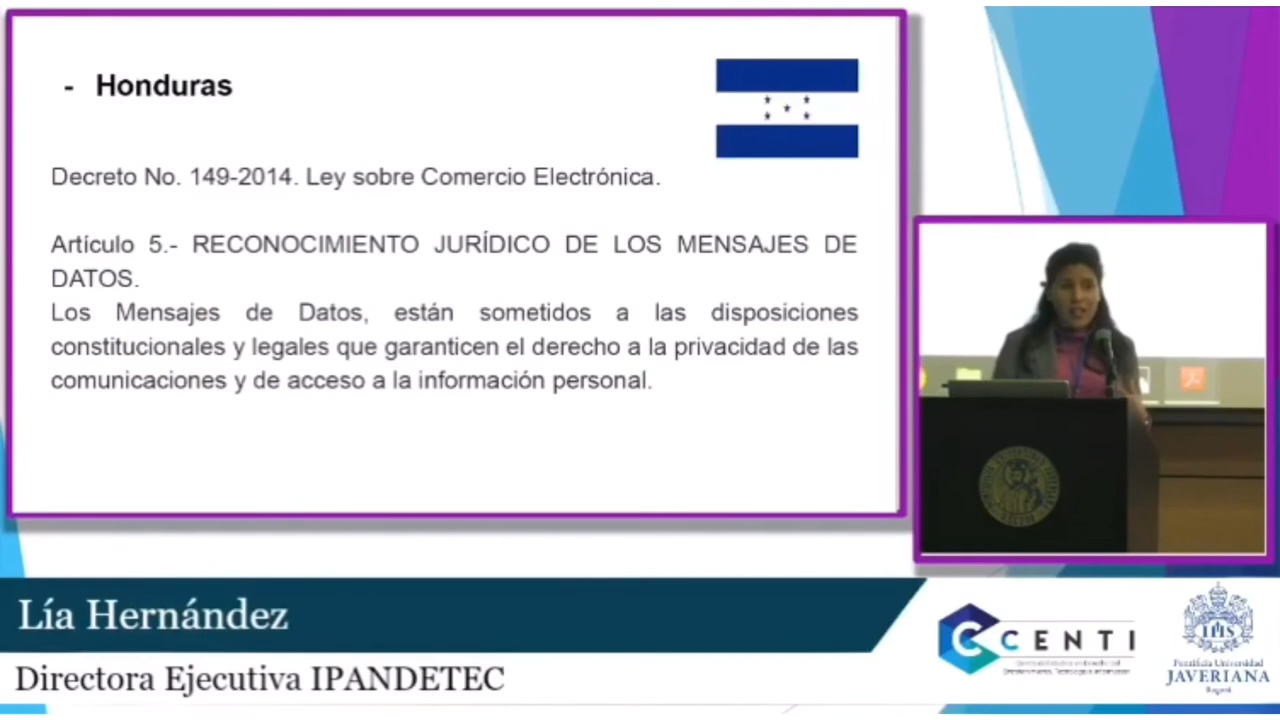 - Honduras
Decreto No. 149-2014. Ley sobre Comercio Electrónica.
Artículo 5.- RECONOCIMIENTO JURÍDICO DE LOS MENSAJES DE
DATOS.
Los Mensajes de Datos, están sometidos a las disposiciones
constitucionales y legales que garanticen el derecho a la privacidad de las
comunicaciones y de acceso a la información personal.
Lía Hernández
Directora Ejecutiva IPANDETEC
CENTI
IHS
Pontificia Universidad
JAVERIANA
Bogotá